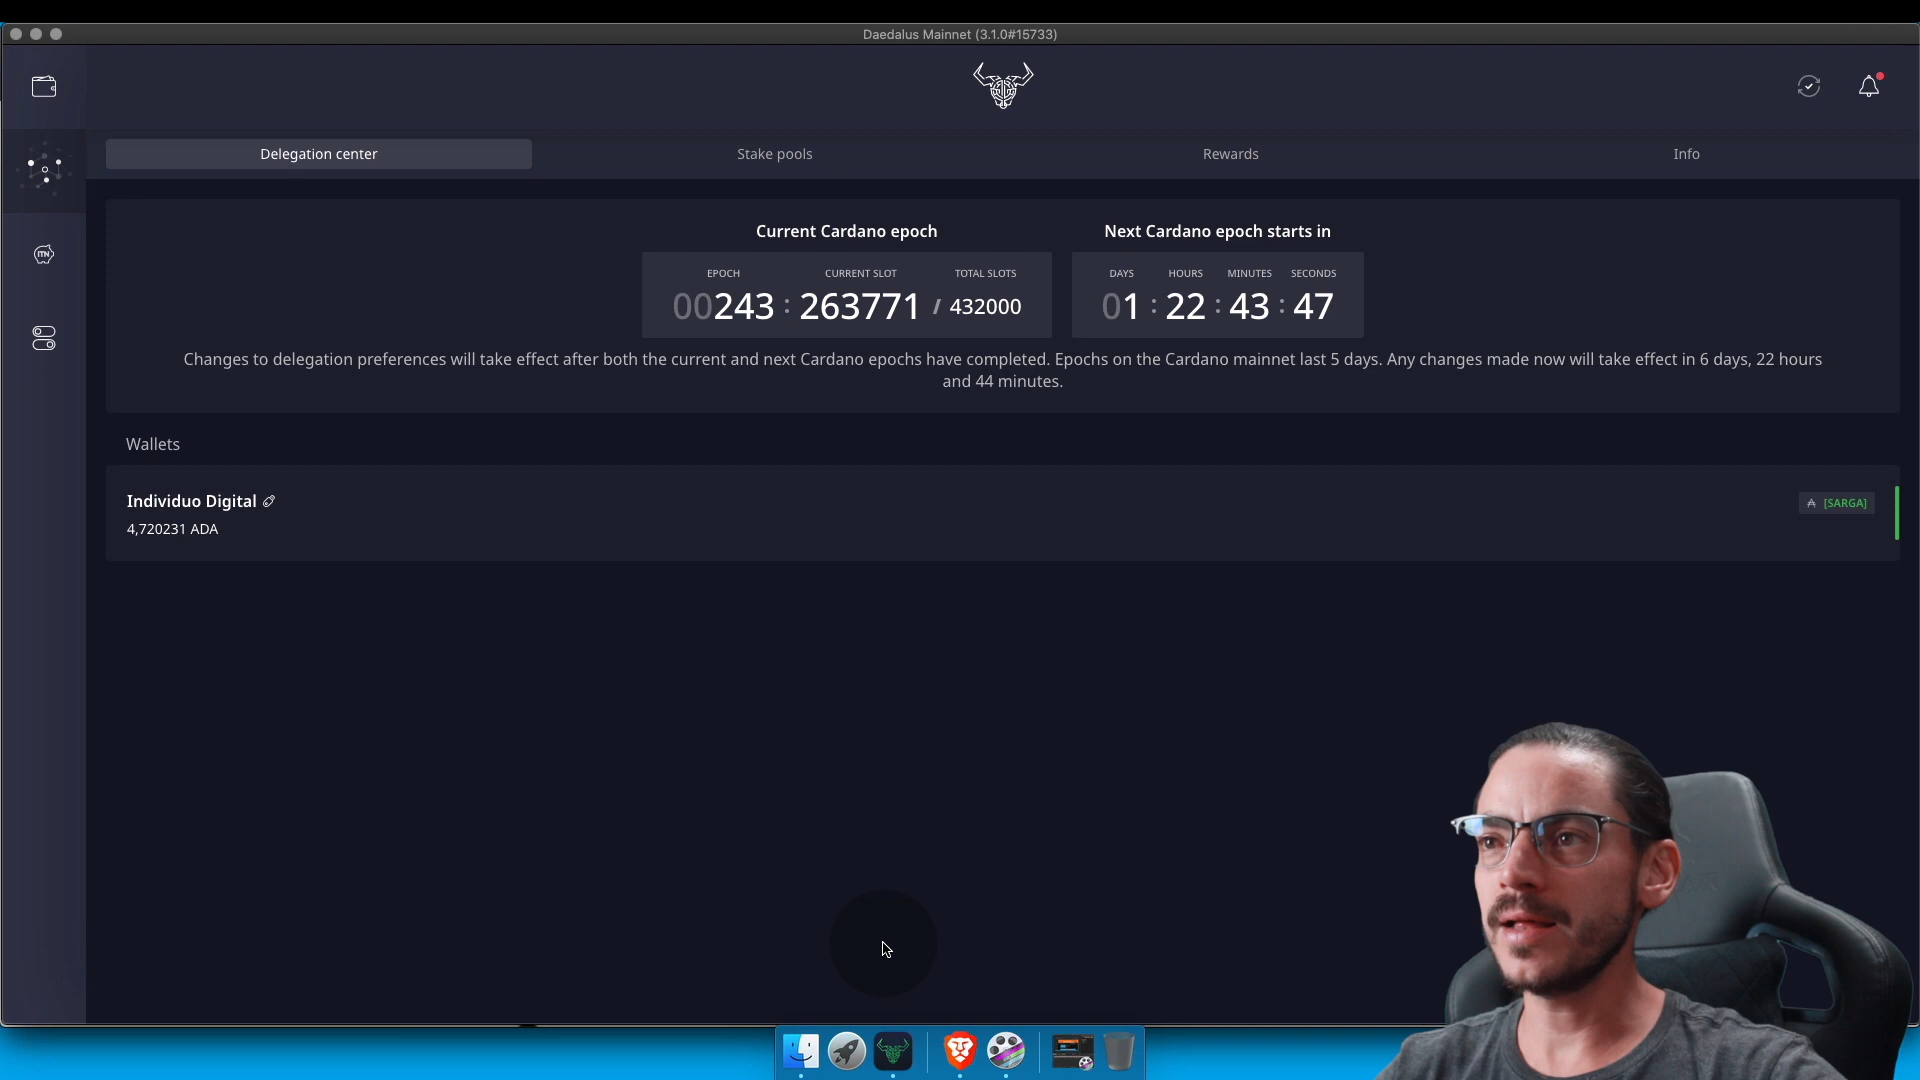 Daedalus Mainnet (3.1.0#15733)
Delegation center
Stake pools
Rewards
Info
Current Cardano epoch
Next Cardano epoch starts in
EPOCH
CURRENT SLOT
TOTAL SLOTS
DAYS
HOURS
MINUTES
SECONDS
00243 : 263771 / 432000
01 : 22 : 43 : 47
Changes to delegation preferences will take effect after both the current and next Cardano epochs have completed. Epochs on the Cardano mainnet last 5 days. Any changes made now will take effect in 6 days, 22 hours
and 44 minutes.
ITN
Wallets
Individuo Digital
[SARGA]
4,720231 ADA